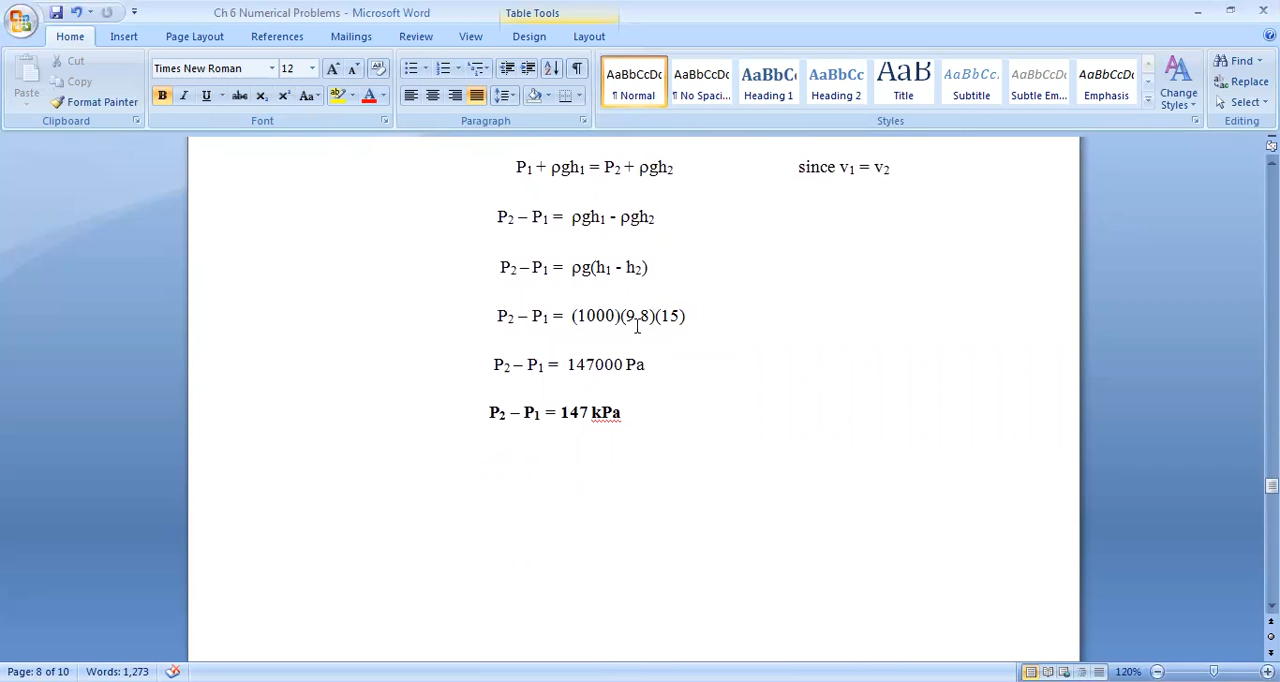 Ch 6 Numerical Problems - Microsoft Word
Table Tools
Home Insert Page Layout References Mailings Review View Design Layout
Paste
Cut
Copy
Format Painter
Clipboard
Times New Roman 12
Font
Paragraph
AaBbCcDc AaBbCcDc AaBbC AaBbCc AaB AaBbCc. AaBbCcDc AaBbCcDc
¶ Normal ¶ No Spaci... Heading 1 Heading 2 Title Subtitle Subtle Em... Emphasis
Change Styles
Styles
Find
Replace
Select
Editing
P₁ + ρgh₁ = P₂ + ρgh₂ since v₁ = v₂
P₂ – P₁ = ρgh₁ - ρgh₂
P₂ – P₁ = ρg(h₁ - h₂)
P₂ – P₁ = (1000)(9.8)(15)
P₂ – P₁ = 147000 Pa
P₂ – P₁ = 147 kPa
Page: 8 of 10 Words: 1,273 120%